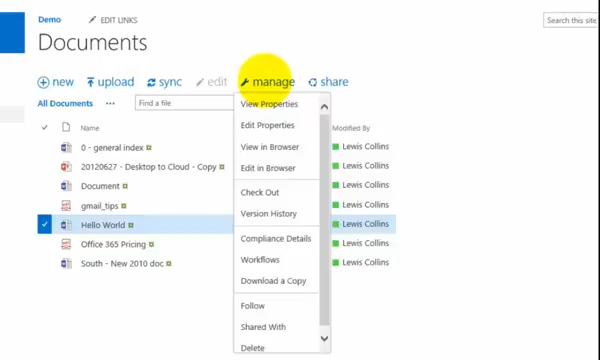 Demo EDIT LINKS Search this site
Documents
new upload sync edit manage share
All Documents ... Find a file
Name Modified By
0 - general index Lewis Collins
20120627 - Desktop to Cloud - Copy Lewis Collins
Document Lewis Collins
gmail_tips Lewis Collins
Hello World Lewis Collins
Office 365 Pricing Lewis Collins
South - New 2010 doc Lewis Collins
View Properties
Edit Properties
View in Browser
Edit in Browser
Check Out
Version History
Compliance Details
Workflows
Download a Copy
Follow
Shared With
Delete